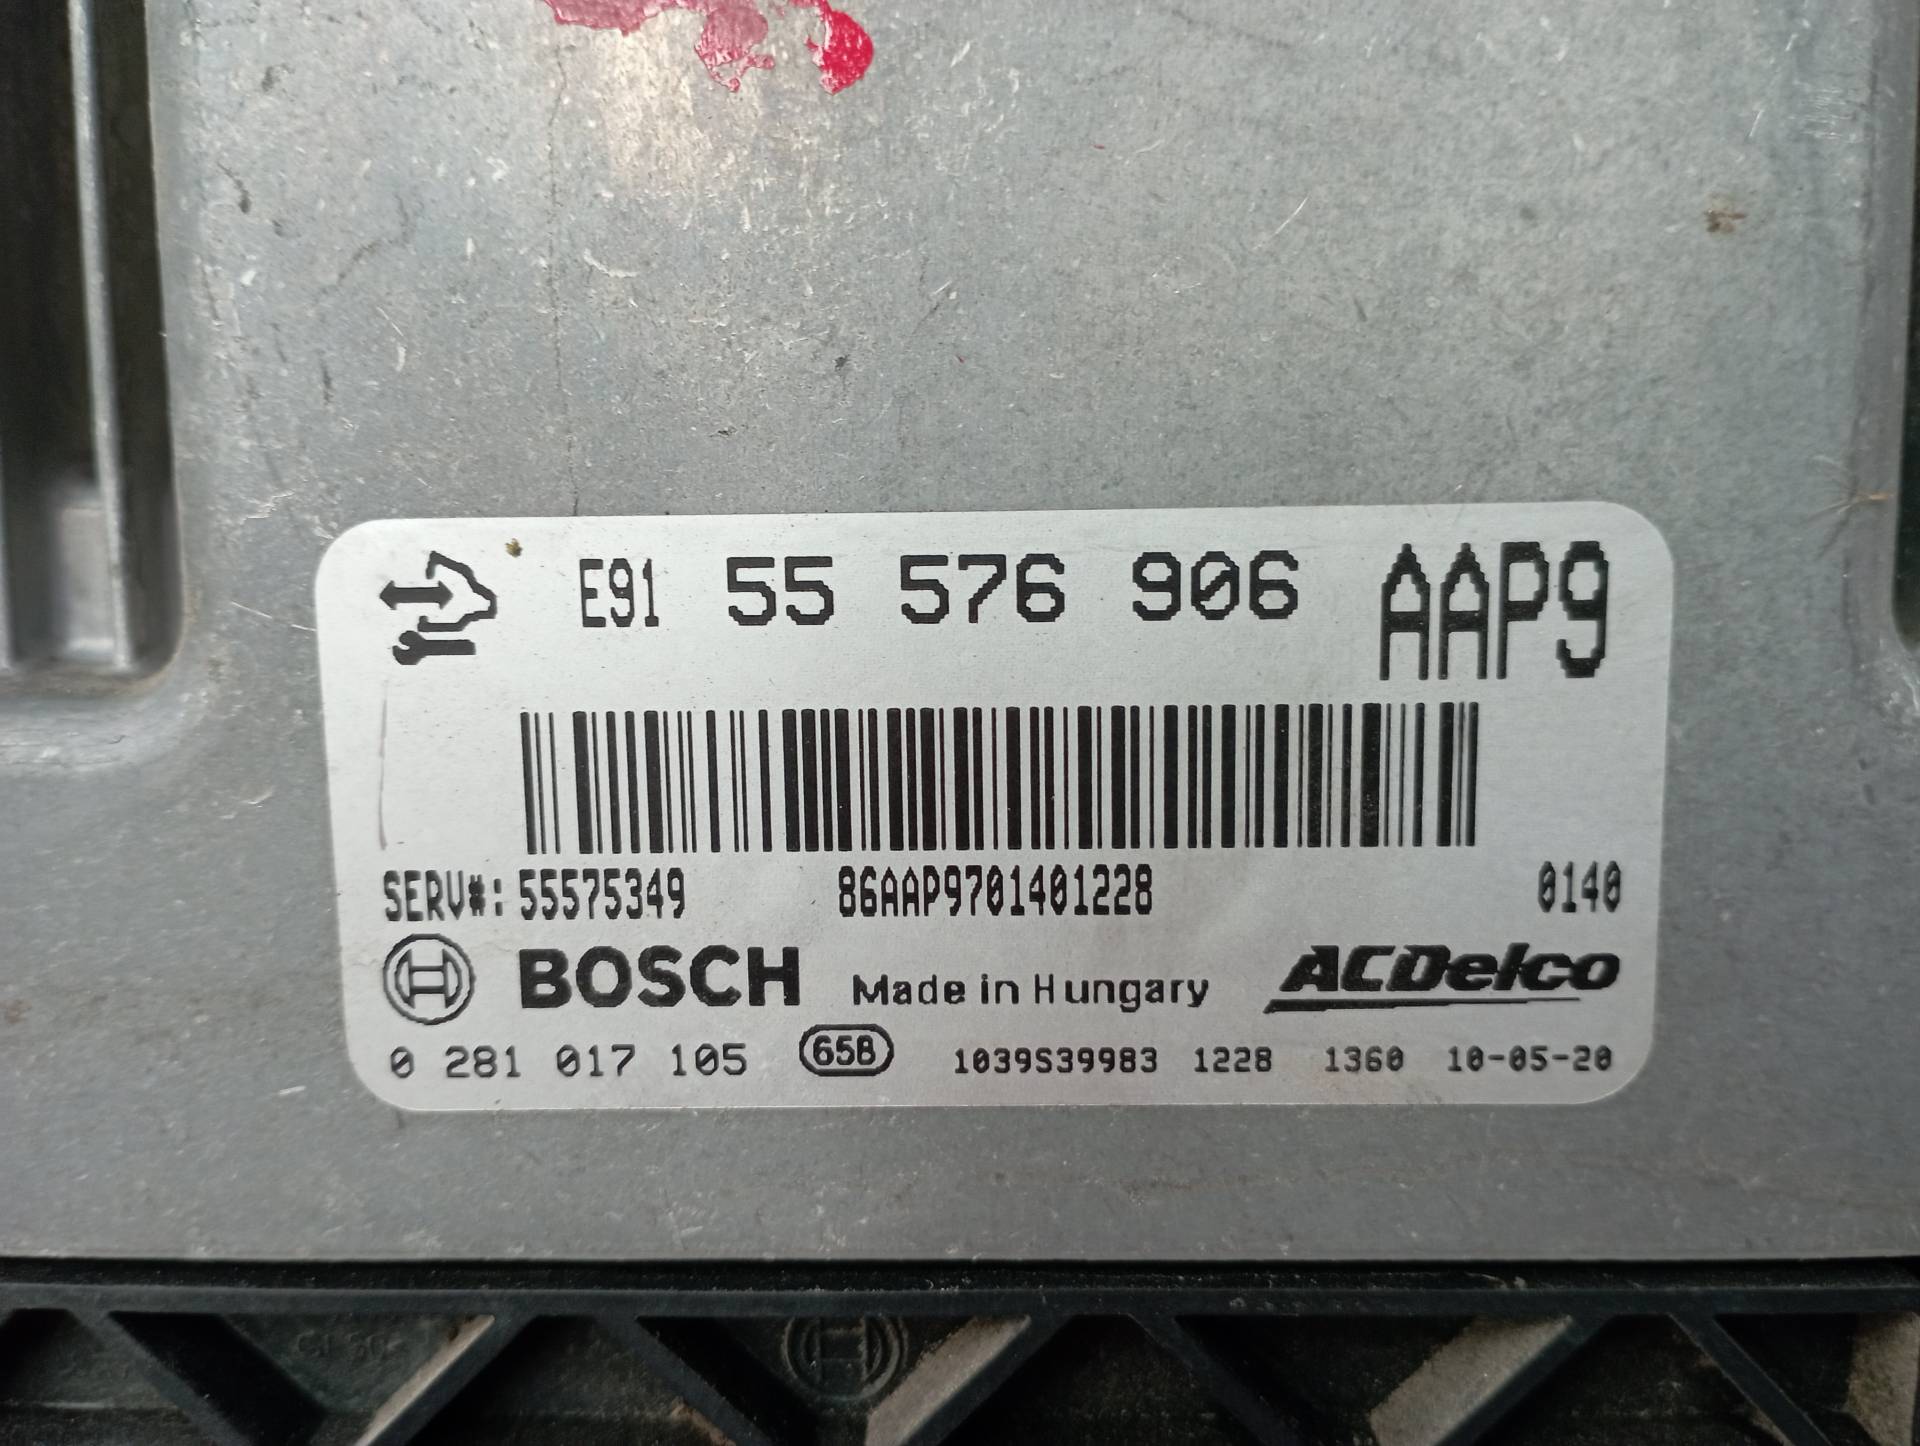 E91 55 576 906 AAP9
SERV#: 55575349 86AAP9701401228 0140
BOSCH Made in Hungary ACDelco
0 281 017 105 65B 1039S39983 1228 1360 10-05-20